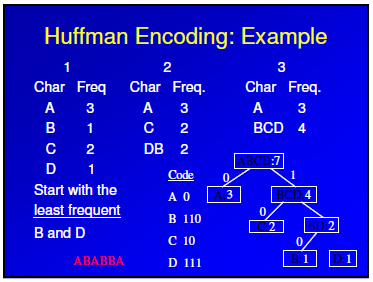 Huffman Encoding: Example
1 2 3
Char Freq Char Freq. Char Freq.
A 3 A 3 A 3
B 1 C 2 BCD 4
C 2 DB 2
D 1
Start with the
least frequent
B and D
ABABBA
Code
A 0
B 110
C 10
D 111
ABCD:7
0 1
A 3 BCD 4
0
C 2 2
0
B 1 D 1